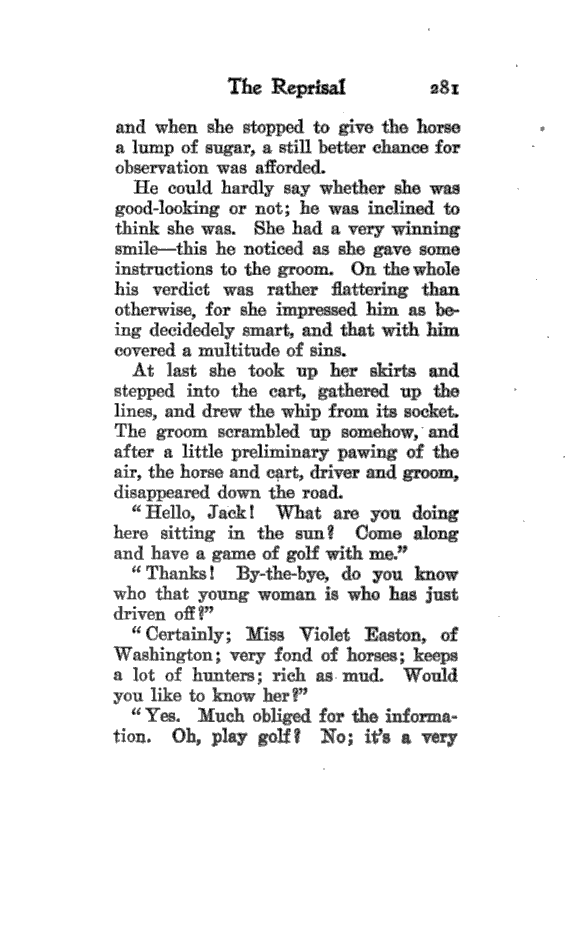 The Reprisal 281
and when she stopped to give the horse
a lump of sugar, a still better chance for
observation was afforded.
He could hardly say whether she was
good-looking or not; he was inclined to
think she was. She had a very winning
smile—this he noticed as she gave some
instructions to the groom. On the whole
his verdict was rather flattering than
otherwise, for she impressed him as be-
ing decidedely smart, and that with him
covered a multitude of sins.
At last she took up her skirts and
stepped into the cart, gathered up the
lines, and drew the whip from its socket.
The groom scrambled up somehow, and
after a little preliminary pawing of the
air, the horse and cart, driver and groom,
disappeared down the road.
"Hello, Jack! What are you doing
here sitting in the sun? Come along
and have a game of golf with me."
"Thanks! By-the-bye, do you know
who that young woman is who has just
driven off?"
"Certainly; Miss Violet Easton, of
Washington; very fond of horses; keeps
a lot of hunters; rich as mud. Would
you like to know her?"
"Yes. Much obliged for the informa-
tion. Oh, play golf? No; it's a very